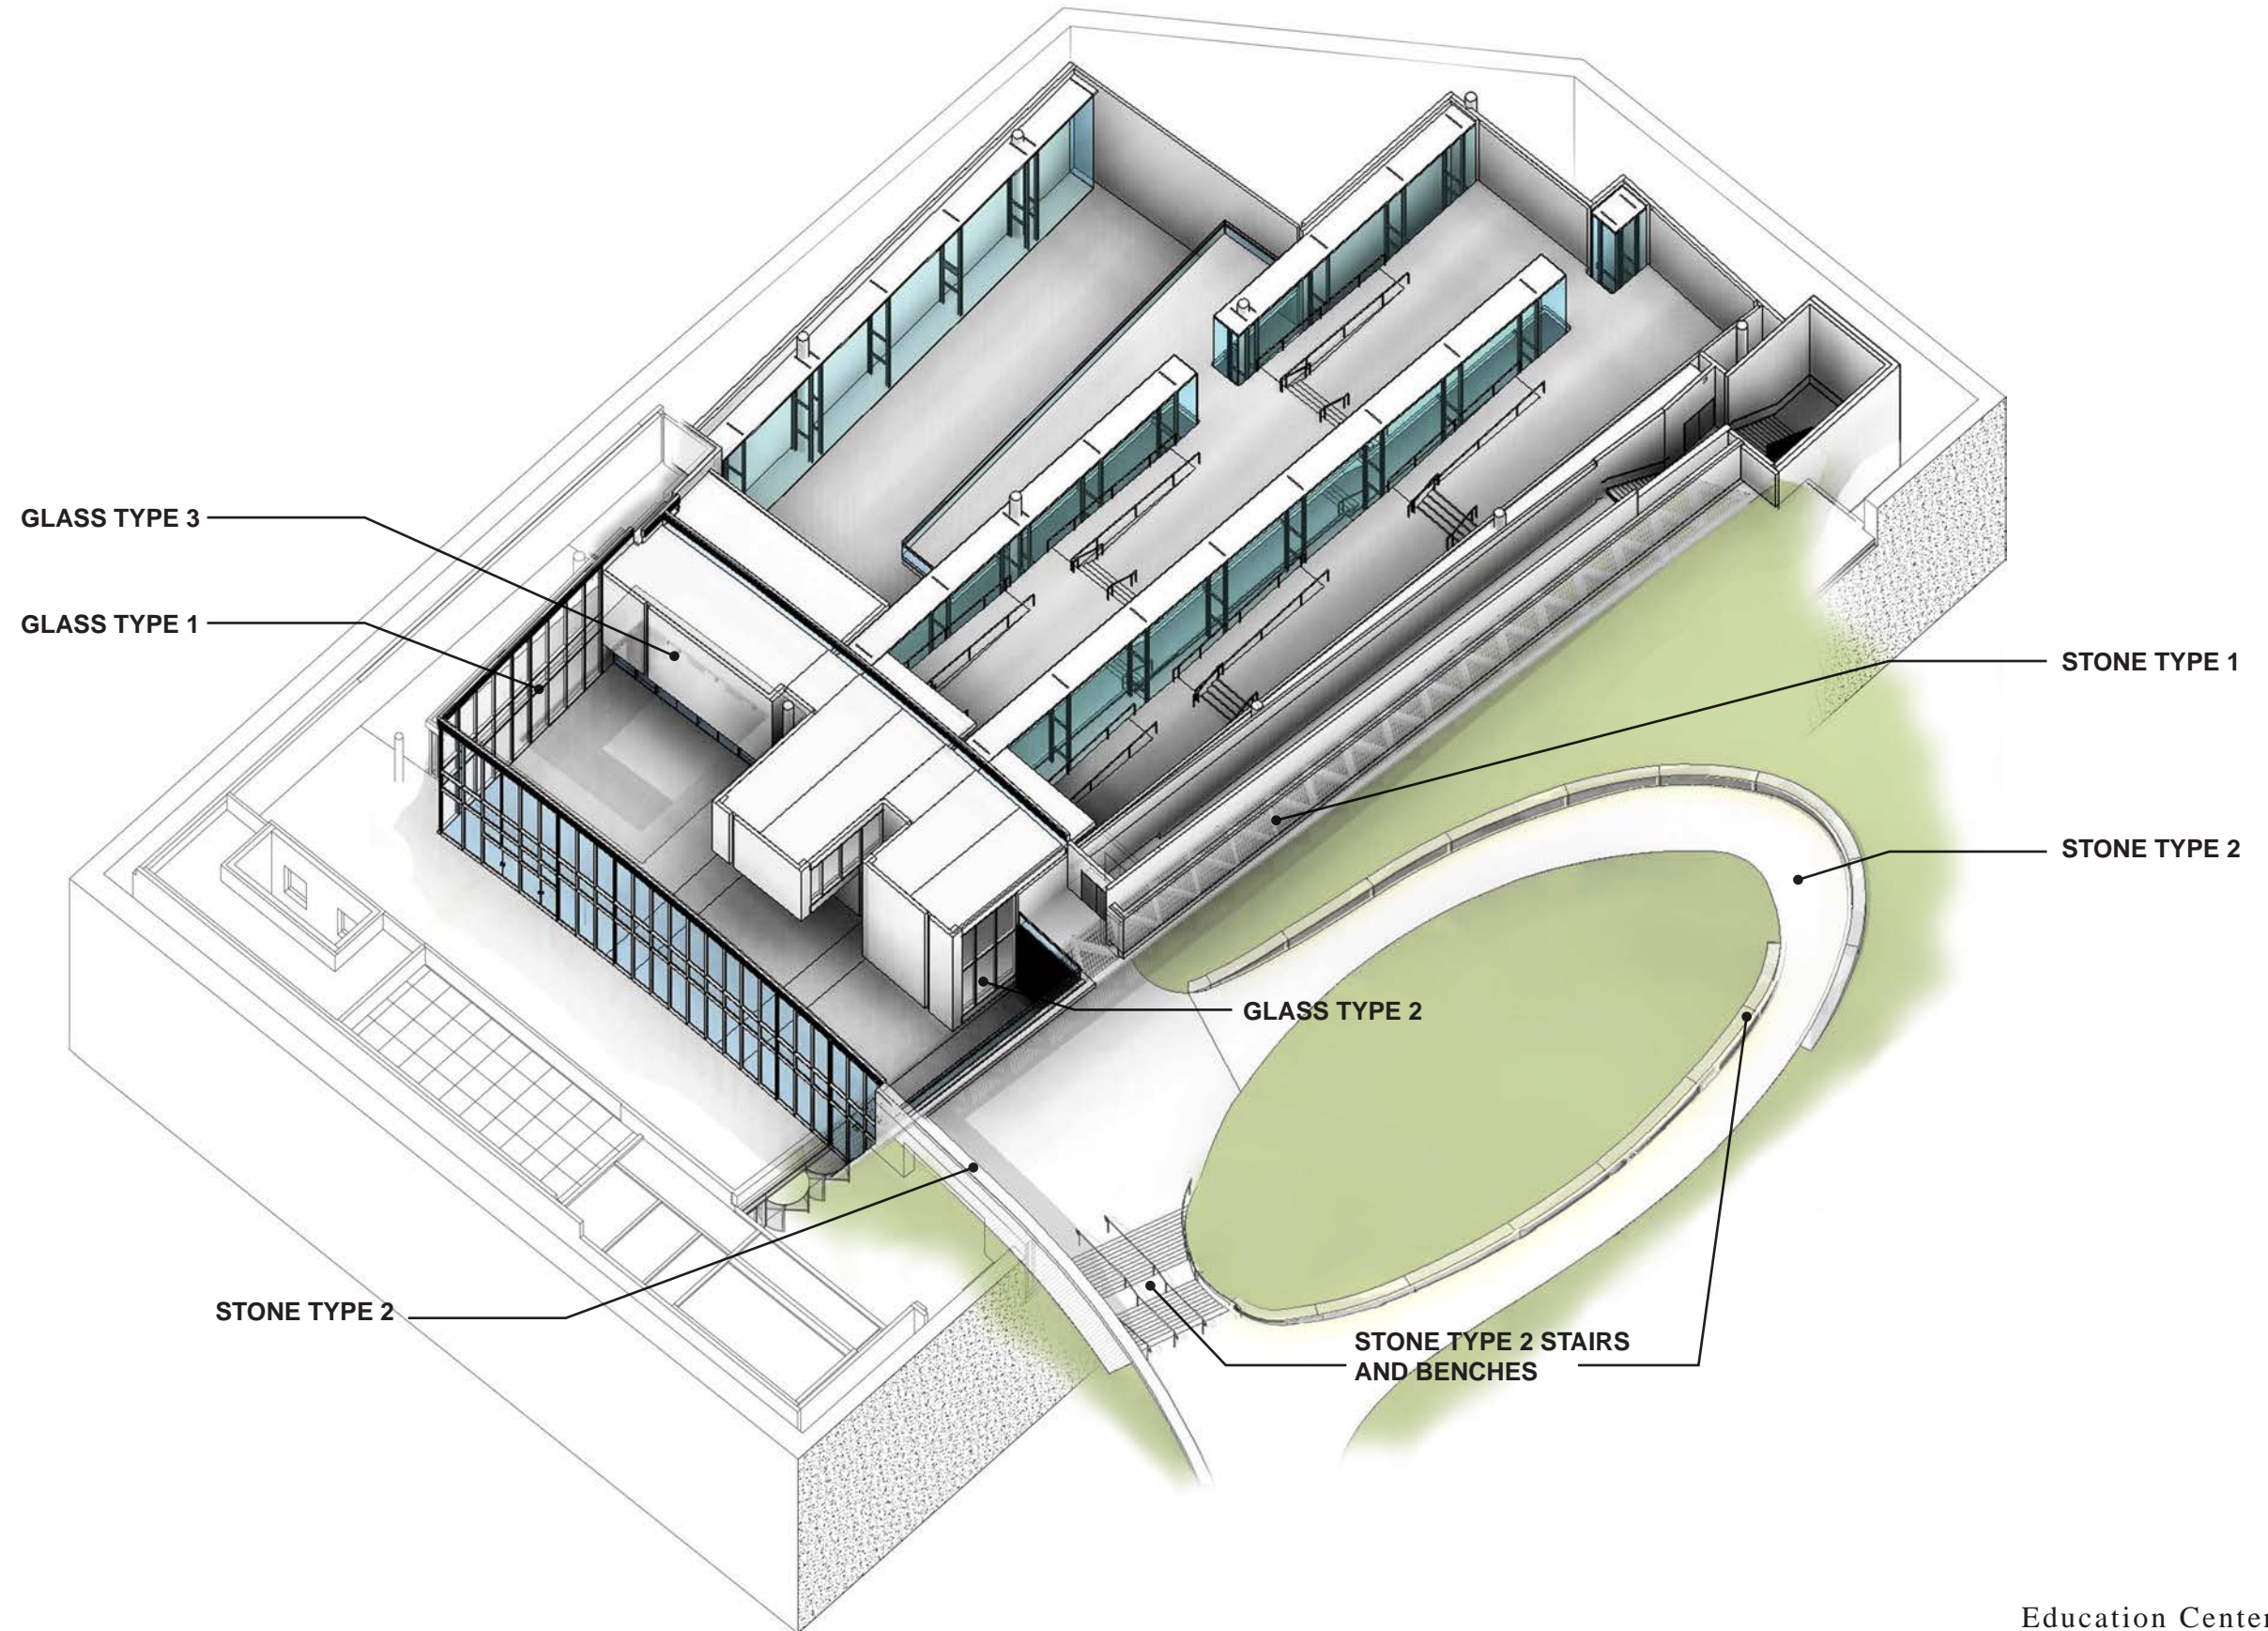 GLASS TYPE 3
GLASS TYPE 1
STONE TYPE 1
STONE TYPE 2
GLASS TYPE 2
STONE TYPE 2
STONE TYPE 2 STAIRS
AND BENCHES
Education Center